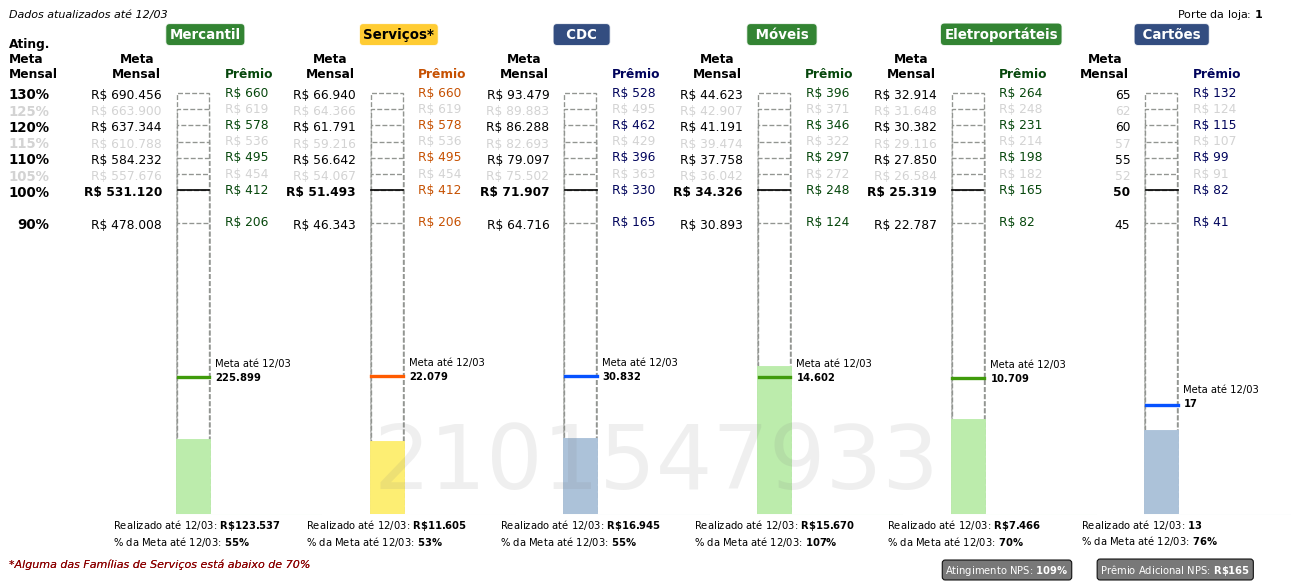 Dados atualizados até 12/03
Porte da loja: 1
Mercantil Serviços* CDC Móveis Eletroportáteis Cartões
Ating.
Meta Meta Meta Meta Meta Meta Meta
Mensal Mensal Prêmio Mensal Prêmio Mensal Prêmio Mensal Prêmio Mensal Prêmio Mensal Prêmio
130% R$ 690.456 R$ 660 R$ 66.940 R$ 660 R$ 93.479 R$ 528 R$ 44.623 R$ 396 R$ 32.914 R$ 264 65 R$ 132
125% R$ 663.900 R$ 619 R$ 64.366 R$ 619 R$ 89.883 R$ 495 R$ 42.907 R$ 371 R$ 31.648 R$ 248 62 R$ 124
120% R$ 637.344 R$ 578 R$ 61.791 R$ 578 R$ 86.288 R$ 462 R$ 41.191 R$ 346 R$ 30.382 R$ 231 60 R$ 115
115% R$ 610.788 R$ 536 R$ 59.216 R$ 536 R$ 82.693 R$ 429 R$ 39.474 R$ 322 R$ 29.116 R$ 214 57 R$ 107
110% R$ 584.232 R$ 495 R$ 56.642 R$ 495 R$ 79.097 R$ 396 R$ 37.758 R$ 297 R$ 27.850 R$ 198 55 R$ 99
105% R$ 557.676 R$ 454 R$ 54.067 R$ 454 R$ 75.502 R$ 363 R$ 36.042 R$ 272 R$ 26.584 R$ 182 52 R$ 91
100% R$ 531.120 R$ 412 R$ 51.493 R$ 412 R$ 71.907 R$ 330 R$ 34.326 R$ 248 R$ 25.319 R$ 165 50 R$ 82
90% R$ 478.008 R$ 206 R$ 46.343 R$ 206 R$ 64.716 R$ 165 R$ 30.893 R$ 124 R$ 22.787 R$ 82 45 R$ 41
Meta até 12/03 Meta até 12/03 Meta até 12/03 Meta até 12/03 Meta até 12/03
225.899 22.079 30.832 14.602 10.709
Meta até 12/03
17
2101547933
Realizado até 12/03: R$123.537 Realizado até 12/03: R$11.605 Realizado até 12/03: R$16.945 Realizado até 12/03: R$15.670 Realizado até 12/03: R$7.466 Realizado até 12/03: 13
% da Meta até 12/03: 55% % da Meta até 12/03: 53% % da Meta até 12/03: 55% % da Meta até 12/03: 107% % da Meta até 12/03: 70% % da Meta até 12/03: 76%
*Alguma das Famílias de Serviços está abaixo de 70%
Atingimento NPS: 109% Prêmio Adicional NPS: R$165